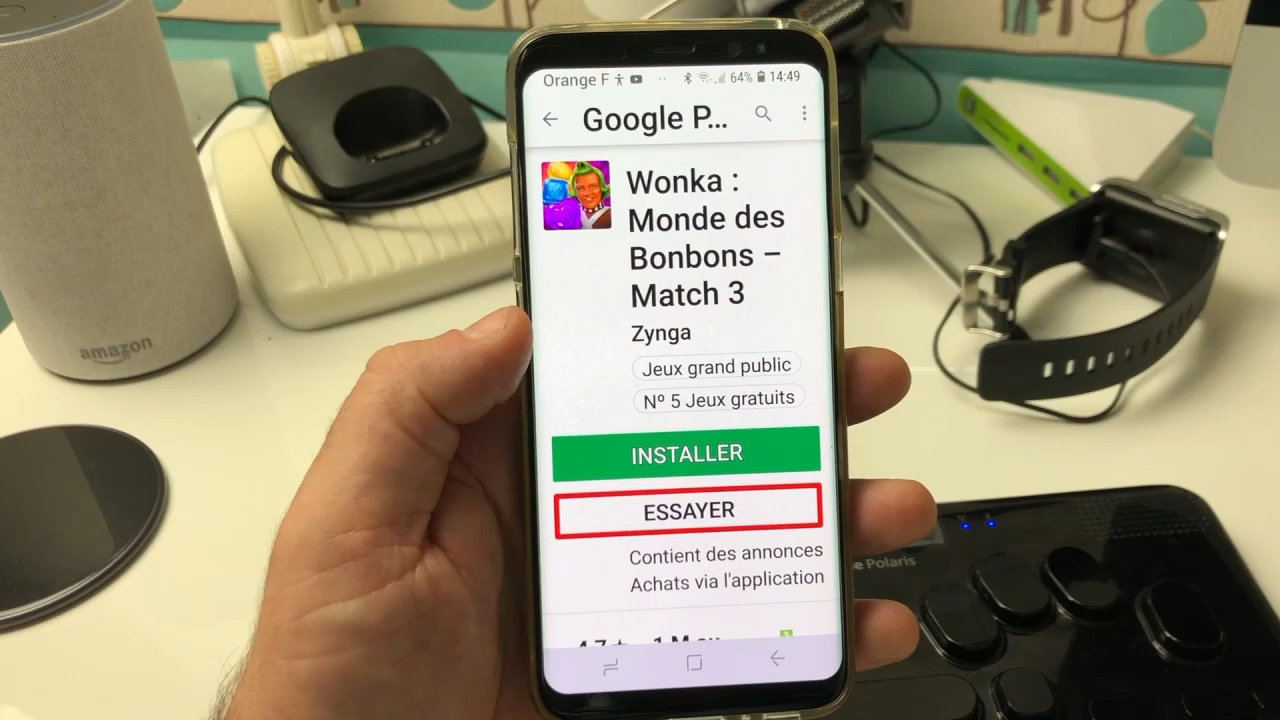 Orange F 64% 14:49
Google P...
Wonka :
Monde des
Bonbons –
Match 3
Zynga
Jeux grand public
Nº 5 Jeux gratuits
INSTALLER
ESSAYER
Contient des annonces
Achats via l'application
amazon
Polaris